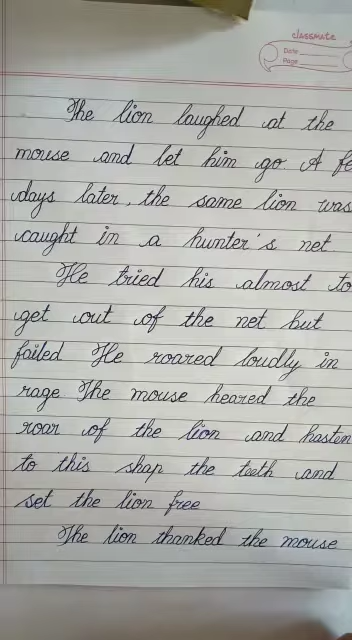 classmate
Date
Page
The lion laughed at the
mouse and let him go. A fe
days later, the same lion was
caught in a hunter's net
He tried his almost to
get out of the net but
failed He roared loudly in
rage The mouse heared the
roar of the lion and hasten
to this shap the teeth and
set the lion free
The lion thanked the mouse